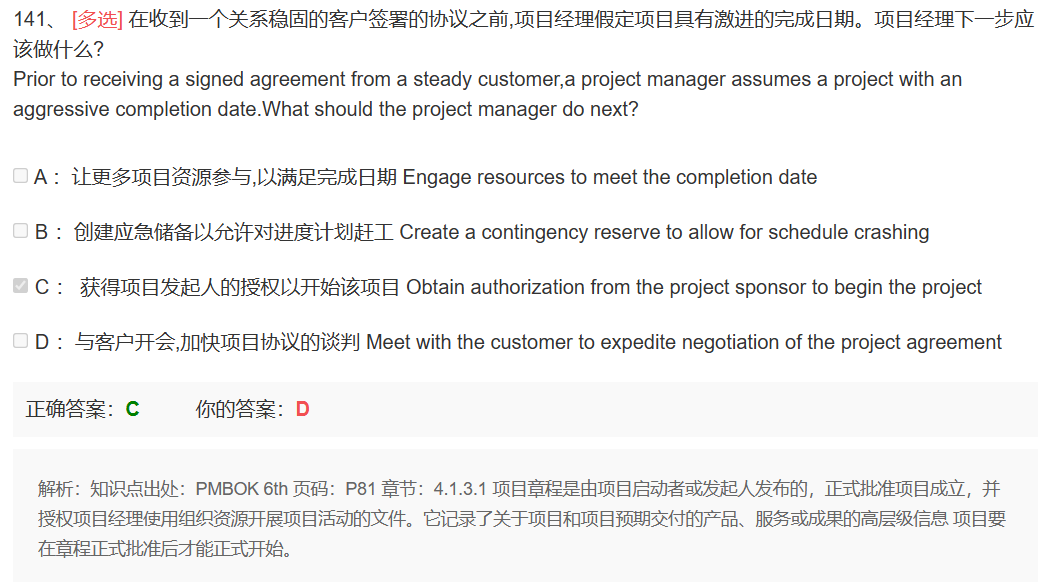 141、 [多选] 在收到一个关系稳固的客户签署的协议之前,项目经理假定项目具有激进的完成日期。项目经理下一步应
该做什么?
Prior to receiving a signed agreement from a steady customer,a project manager assumes a project with an
aggressive completion date.What should the project manager do next?
A ： 让更多项目资源参与,以满足完成日期 Engage resources to meet the completion date
B ： 创建应急储备以允许对进度计划赶工 Create a contingency reserve to allow for schedule crashing
C ： 获得项目发起人的授权以开始该项目 Obtain authorization from the project sponsor to begin the project
D ： 与客户开会,加快项目协议的谈判 Meet with the customer to expedite negotiation of the project agreement
正确答案：C 你的答案：D
解析：知识点出处：PMBOK 6th 页码：P81 章节：4.1.3.1 项目章程是由项目启动者或发起人发布的，正式批准项目成立，并
授权项目经理使用组织资源开展项目活动的文件。它记录了关于项目和项目预期交付的产品、服务或成果的高层级信息 项目要
在章程正式批准后才能正式开始。